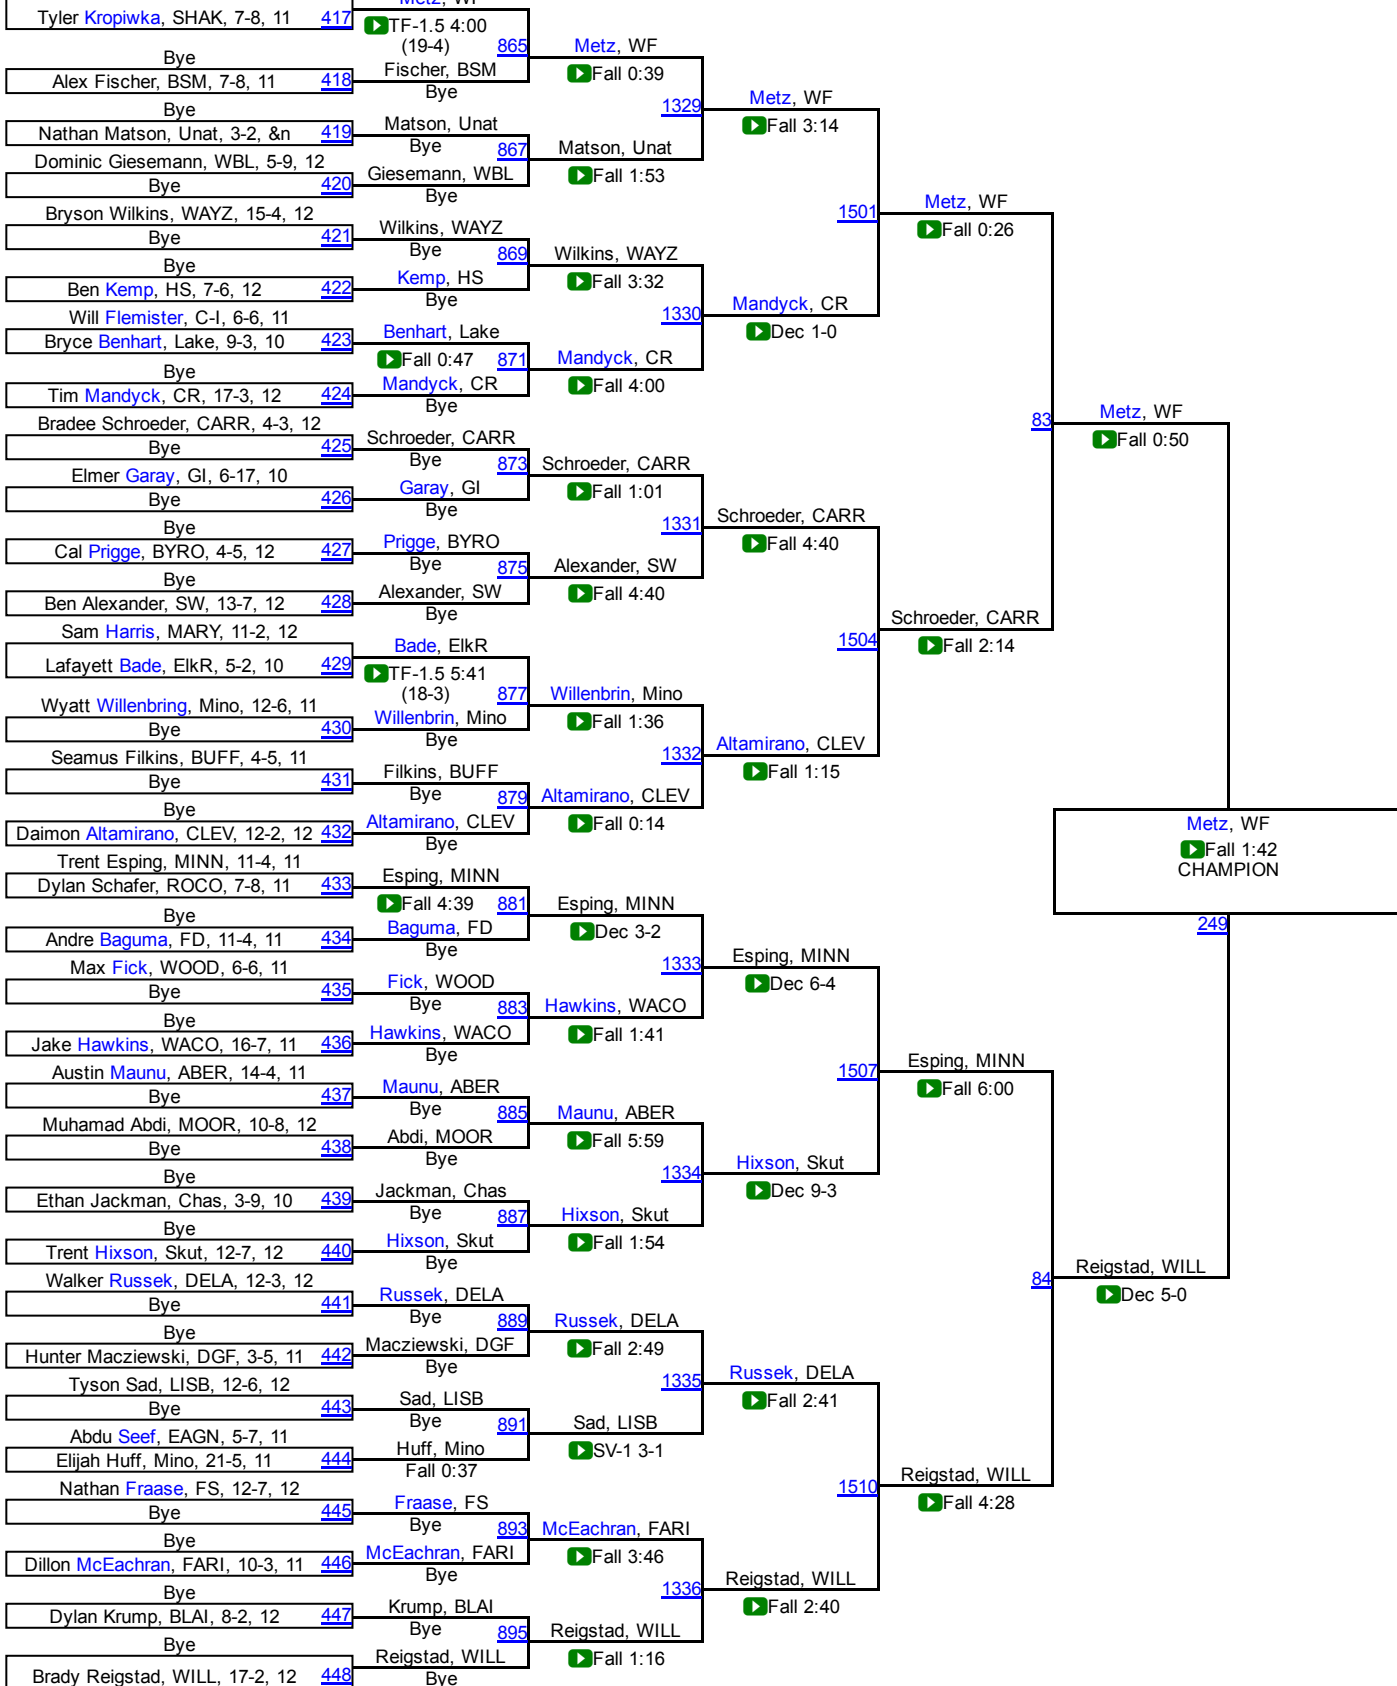 Metz, WF
Tyler Kropiwka, SHAK, 7-8, 11 417
TF-1.5 4:00
(19-4) 865
Metz, WF
Bye
Fischer, BSM
Fall 0:39
Alex Fischer, BSM, 7-8, 11 418
Bye
1329
Metz, WF
Bye
Nathan Matson, Unat, 3-2, &n 419
Matson, Unat
Fall 3:14
Bye 867
Matson, Unat
Dominic Giesemann, WBL, 5-9, 12
Giesemann, WBL
Fall 1:53
Bye 420
Bye
1501
Metz, WF
Bryson Wilkins, WAYZ, 15-4, 12
Wilkins, WAYZ
Fall 0:26
Bye 421
Bye 869
Wilkins, WAYZ
Bye
Kemp, HS
Fall 3:32
Ben Kemp, HS, 7-6, 12 422
Bye
1330
Mandyck, CR
Will Flemister, C-I, 6-6, 11
Benhart, Lake
Dec 1-0
Bryce Benhart, Lake, 9-3, 10 423
Fall 0:47 871
Mandyck, CR
Bye
Mandyck, CR
Fall 4:00
Tim Mandyck, CR, 17-3, 12 424
Bye
83
Metz, WF
Bradee Schroeder, CARR, 4-3, 12
Schroeder, CARR
Fall 0:50
Bye 425
Bye 873
Schroeder, CARR
Elmer Garay, GI, 6-17, 10
Garay, GI
Fall 1:01
Bye 426
Bye
1331
Schroeder, CARR
Bye
Cal Prigge, BYRO, 4-5, 12 427
Prigge, BYRO
Fall 4:40
Bye 875
Alexander, SW
Bye
Alexander, SW
Fall 4:40
Ben Alexander, SW, 13-7, 12 428
Bye
Schroeder, CARR
Sam Harris, MARY, 11-2, 12
Bade, ElkR
1504
Fall 2:14
Lafayett Bade, ElkR, 5-2, 10 429
TF-1.5 5:41
(18-3) 877
Willenbrin, Mino
Wyatt Willenbring, Mino, 12-6, 11
Willenbrin, Mino
Fall 1:36
Bye 430
Bye
1332
Altamirano, CLEV
Seamus Filkins, BUFF, 4-5, 11
Filkins, BUFF
Fall 1:15
Bye 431
Bye 879
Altamirano, CLEV
Bye
Altamirano, CLEV
Fall 0:14
Daimon Altamirano, CLEV, 12-2, 12 432
Bye
Metz, WF
Fall 1:42
CHAMPION
Trent Esping, MINN, 11-4, 11
Esping, MINN
Dylan Schafer, ROCO, 7-8, 11 433
Fall 4:39 881
Esping, MINN
Bye
Baguma, FD
Dec 3-2
249
Andre Baguma, FD, 11-4, 11 434
Bye
1333
Esping, MINN
Max Fick, WOOD, 6-6, 11
Fick, WOOD
Dec 6-4
Bye 435
Bye 883
Hawkins, WACO
Bye
Hawkins, WACO
Fall 1:41
Jake Hawkins, WACO, 16-7, 11 436
Bye
1507
Esping, MINN
Austin Maunu, ABER, 14-4, 11
Maunu, ABER
Fall 6:00
Bye 437
Bye 885
Maunu, ABER
Muhamad Abdi, MOOR, 10-8, 12
Abdi, MOOR
Fall 5:59
Bye 438
Bye
1334
Hixson, Skut
Bye
Jackman, Chas
Dec 9-3
Ethan Jackman, Chas, 3-9, 10 439
Bye 887
Hixson, Skut
Bye
Hixson, Skut
Fall 1:54
Trent Hixson, Skut, 12-7, 12 440
Bye
84
Reigstad, WILL
Walker Russek, DELA, 12-3, 12
Russek, DELA
Dec 5-0
Bye 441
Bye 889
Russek, DELA
Bye
Macziewski, DGF
Fall 2:49
Hunter Macziewski, DGF, 3-5, 11 442
Bye
1335
Russek, DELA
Tyson Sad, LISB, 12-6, 12
Sad, LISB
Fall 2:41
Bye 443
Bye 891
Sad, LISB
Abdu Seef, EAGN, 5-7, 11
Huff, Mino
SV-1 3-1
Elijah Huff, Mino, 21-5, 11 444
Fall 0:37
1510
Reigstad, WILL
Nathan Fraase, FS, 12-7, 12
Fraase, FS
Fall 4:28
Bye 445
Bye 893
McEachran, FARI
Bye
McEachran, FARI
Fall 3:46
Dillon McEachran, FARI, 10-3, 11 446
Bye
1336
Reigstad, WILL
Bye
Krump, BLAI
Fall 2:40
Dylan Krump, BLAI, 8-2, 12 447
Bye 895
Reigstad, WILL
Bye
Reigstad, WILL
Fall 1:16
Brady Reigstad, WILL, 17-2, 12 448
Bye